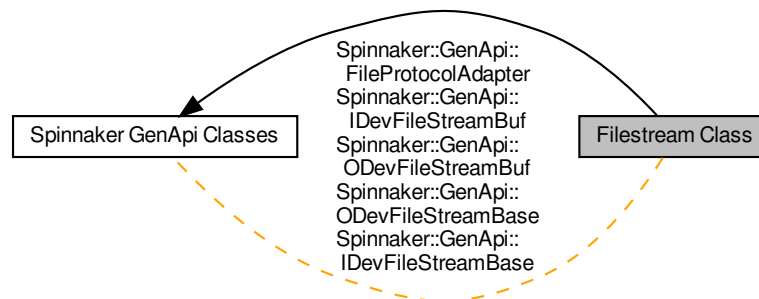 Spinnaker::GenApi::
FileProtocolAdapter
Spinnaker::GenApi::
IDevFileStreamBuf
Spinnaker::GenApi::
ODevFileStreamBuf
Spinnaker::GenApi::
ODevFileStreamBase
Spinnaker::GenApi::
IDevFileStreamBase
Spinnaker GenApi Classes
Filestream Class